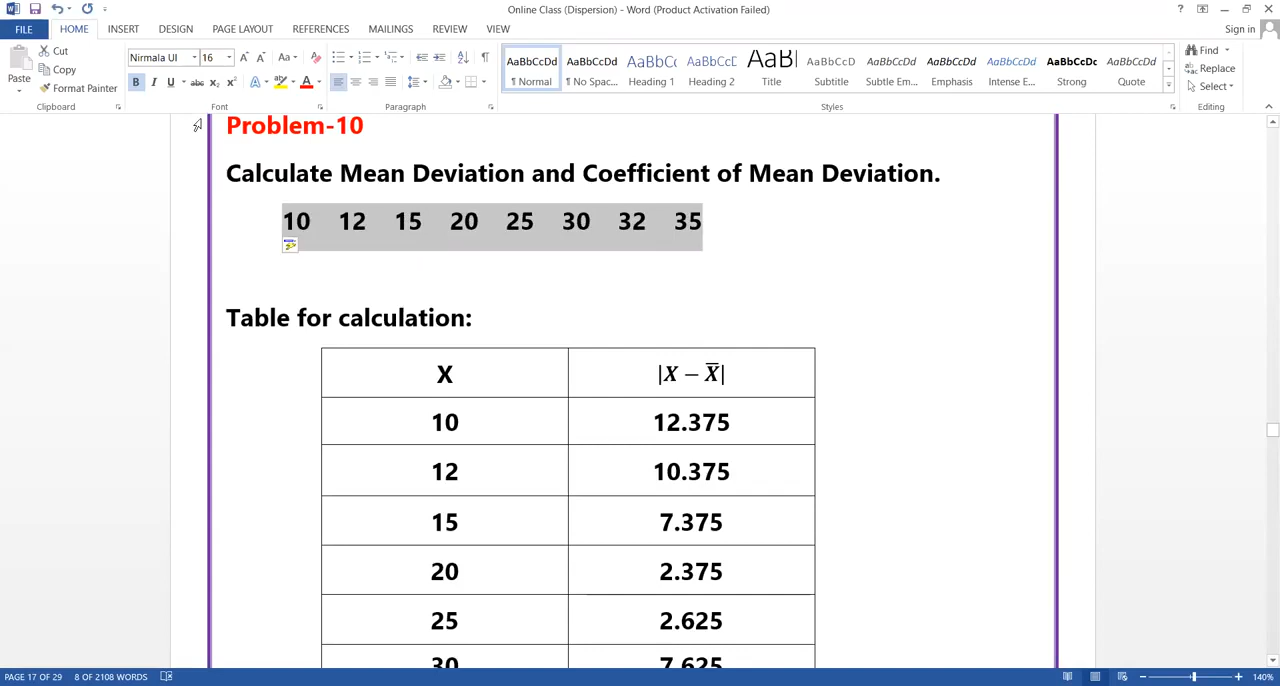 Online Class (Dispersion) - Word (Product Activation Failed)
FILE HOME INSERT DESIGN PAGE LAYOUT REFERENCES MAILINGS REVIEW VIEW Sign in
Paste Cut Copy Format Painter
Nirmala UI 16
AaBbCcDd AaBbCcDd AaBbCc AaBbCcD AaBl AaBbCcD AaBbCcDd AaBbCcDd AaBbCcDd AaBbCcDc AaBbCcDd
¶ Normal ¶ No Spac... Heading 1 Heading 2 Title Subtitle Subtle Em... Emphasis Intense E... Strong Quote
Find Replace Select
Clipboard Font Paragraph Styles Editing
Problem-10
Calculate Mean Deviation and Coefficient of Mean Deviation.
10 12 15 20 25 30 32 35
Table for calculation:
X |X − X̅|
10 12.375
12 10.375
15 7.375
20 2.375
25 2.625
30 7.625
PAGE 17 OF 29 8 OF 2108 WORDS 140%